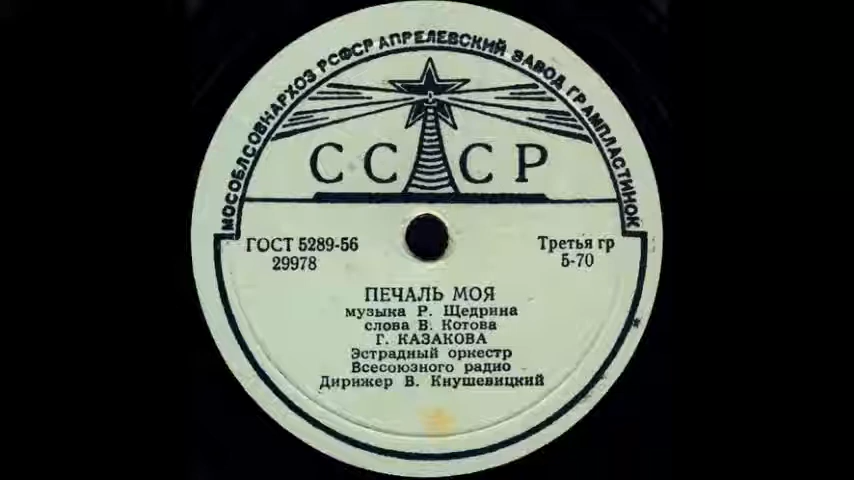 МОСОБЛСОВНАРХОЗ РСФСР АПРЕЛЕВСКИЙ ЗАВОД ГРАМПЛАСТИНОК
СССР
ГОСТ 5289-56
29978
Третья гр
5-70
ПЕЧАЛЬ МОЯ
музыка Р. Щедрина
слова В. Котова
Г. КАЗАКОВА
Эстрадный оркестр
Всесоюзного радио
Дирижер В. Кнушевицкий